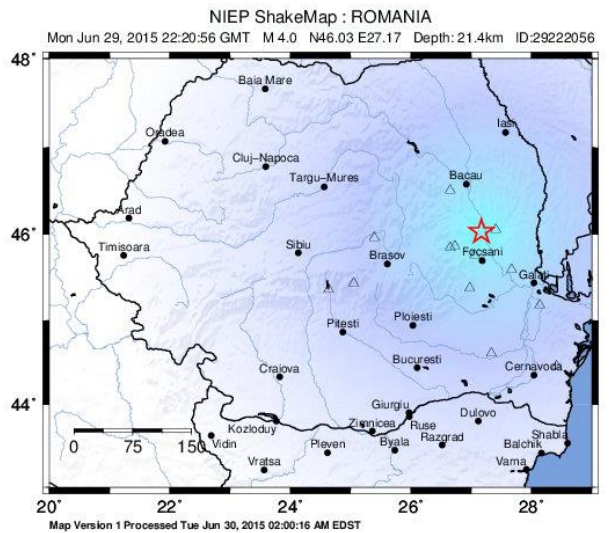 NIEP ShakeMap : ROMANIA
Mon Jun 29, 2015 22:20:56 GMT M 4.0 N46.03 E27.17 Depth: 21.4km ID:29222056
48˚
Baia Mare
Iasi
Oradea
Cluj-Napoca
Bacau
Targu-Mures
Arad
46˚
Timisoara
Sibiu
Brasov
Focsani
Galati
Ploiesti
Pitesti
Bucuresti
Craiova
Cernavoda
44˚
Giurgiu
Dulovo
Kozloduy
Zimnicea
Ruse
0 75 150
Vidin
Pleven
Byala
Razgrad
Shabla
Balchik
Vratsa
Varna
20˚ 22˚ 24˚ 26˚ 28˚
Map Version 1 Processed Tue Jun 30, 2015 02:00:16 AM EDST